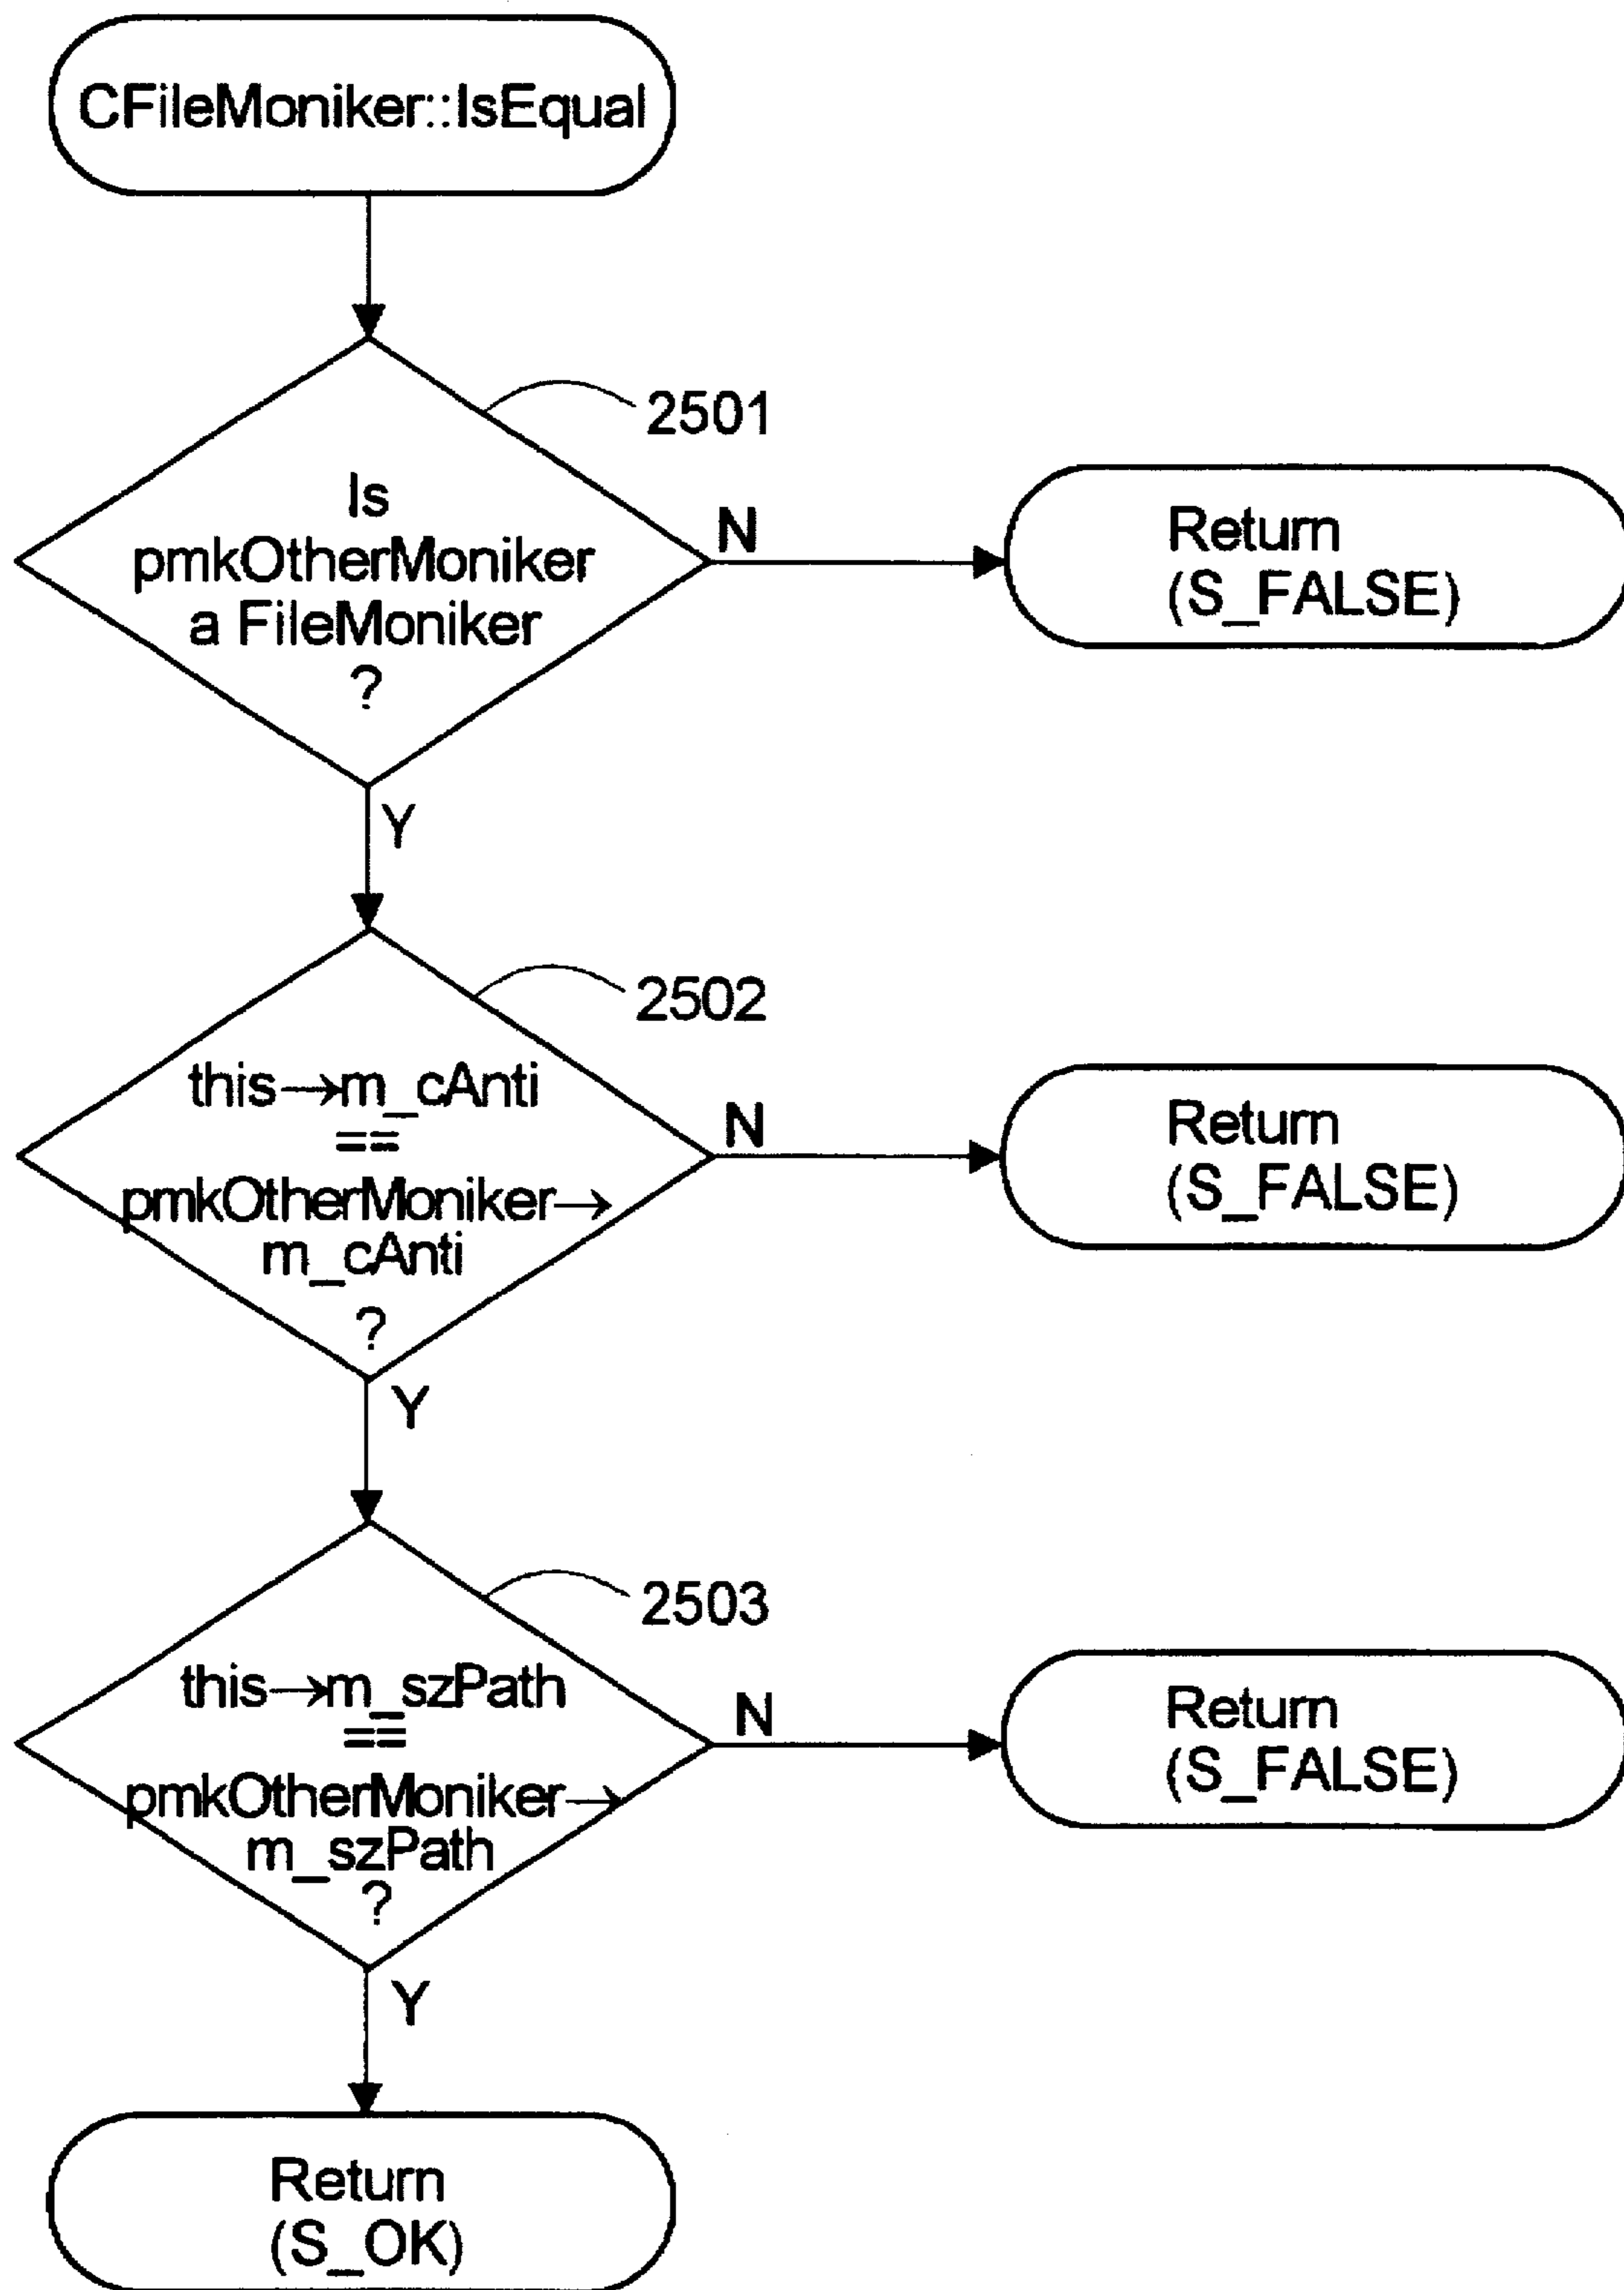 CFileMoniker::IsEqual
2501
Is
pmkOtherMoniker
a FileMoniker
?
N
Return
(S_FALSE)
Y
2502
this→m_cAnti
==
pmkOtherMoniker→
m_cAnti
?
N
Return
(S_FALSE)
Y
2503
this→m_szPath
==
pmkOtherMoniker→
m_szPath
?
N
Return
(S_FALSE)
Y
Return
(S_OK)